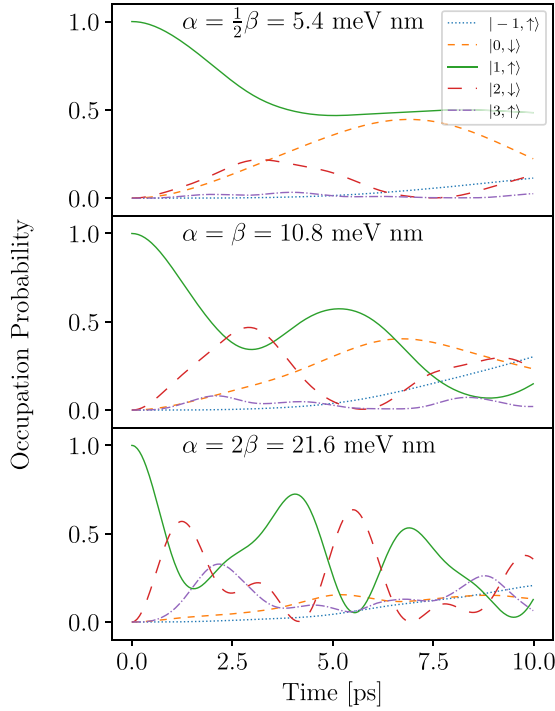 α = ½β = 5.4 meV nm
| − 1, ↑⟩
|0, ↓⟩
|1, ↑⟩
|2, ↓⟩
|3, ↑⟩
1.0
0.5
0.0
α = β = 10.8 meV nm
1.0
0.5
0.0
α = 2β = 21.6 meV nm
1.0
0.5
0.0
0.0 2.5 5.0 7.5 10.0
Time [ps]
Occupation Probability